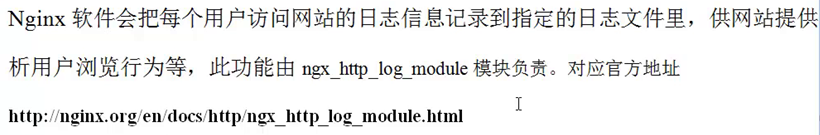 Nginx 软件会把每个用户访问网站的日志信息记录到指定的日志文件里，供网站提供
析用户浏览行为等，此功能由 ngx_http_log_module 模块负责。对应官方地址
http://nginx.org/en/docs/http/ngx_http_log_module.html